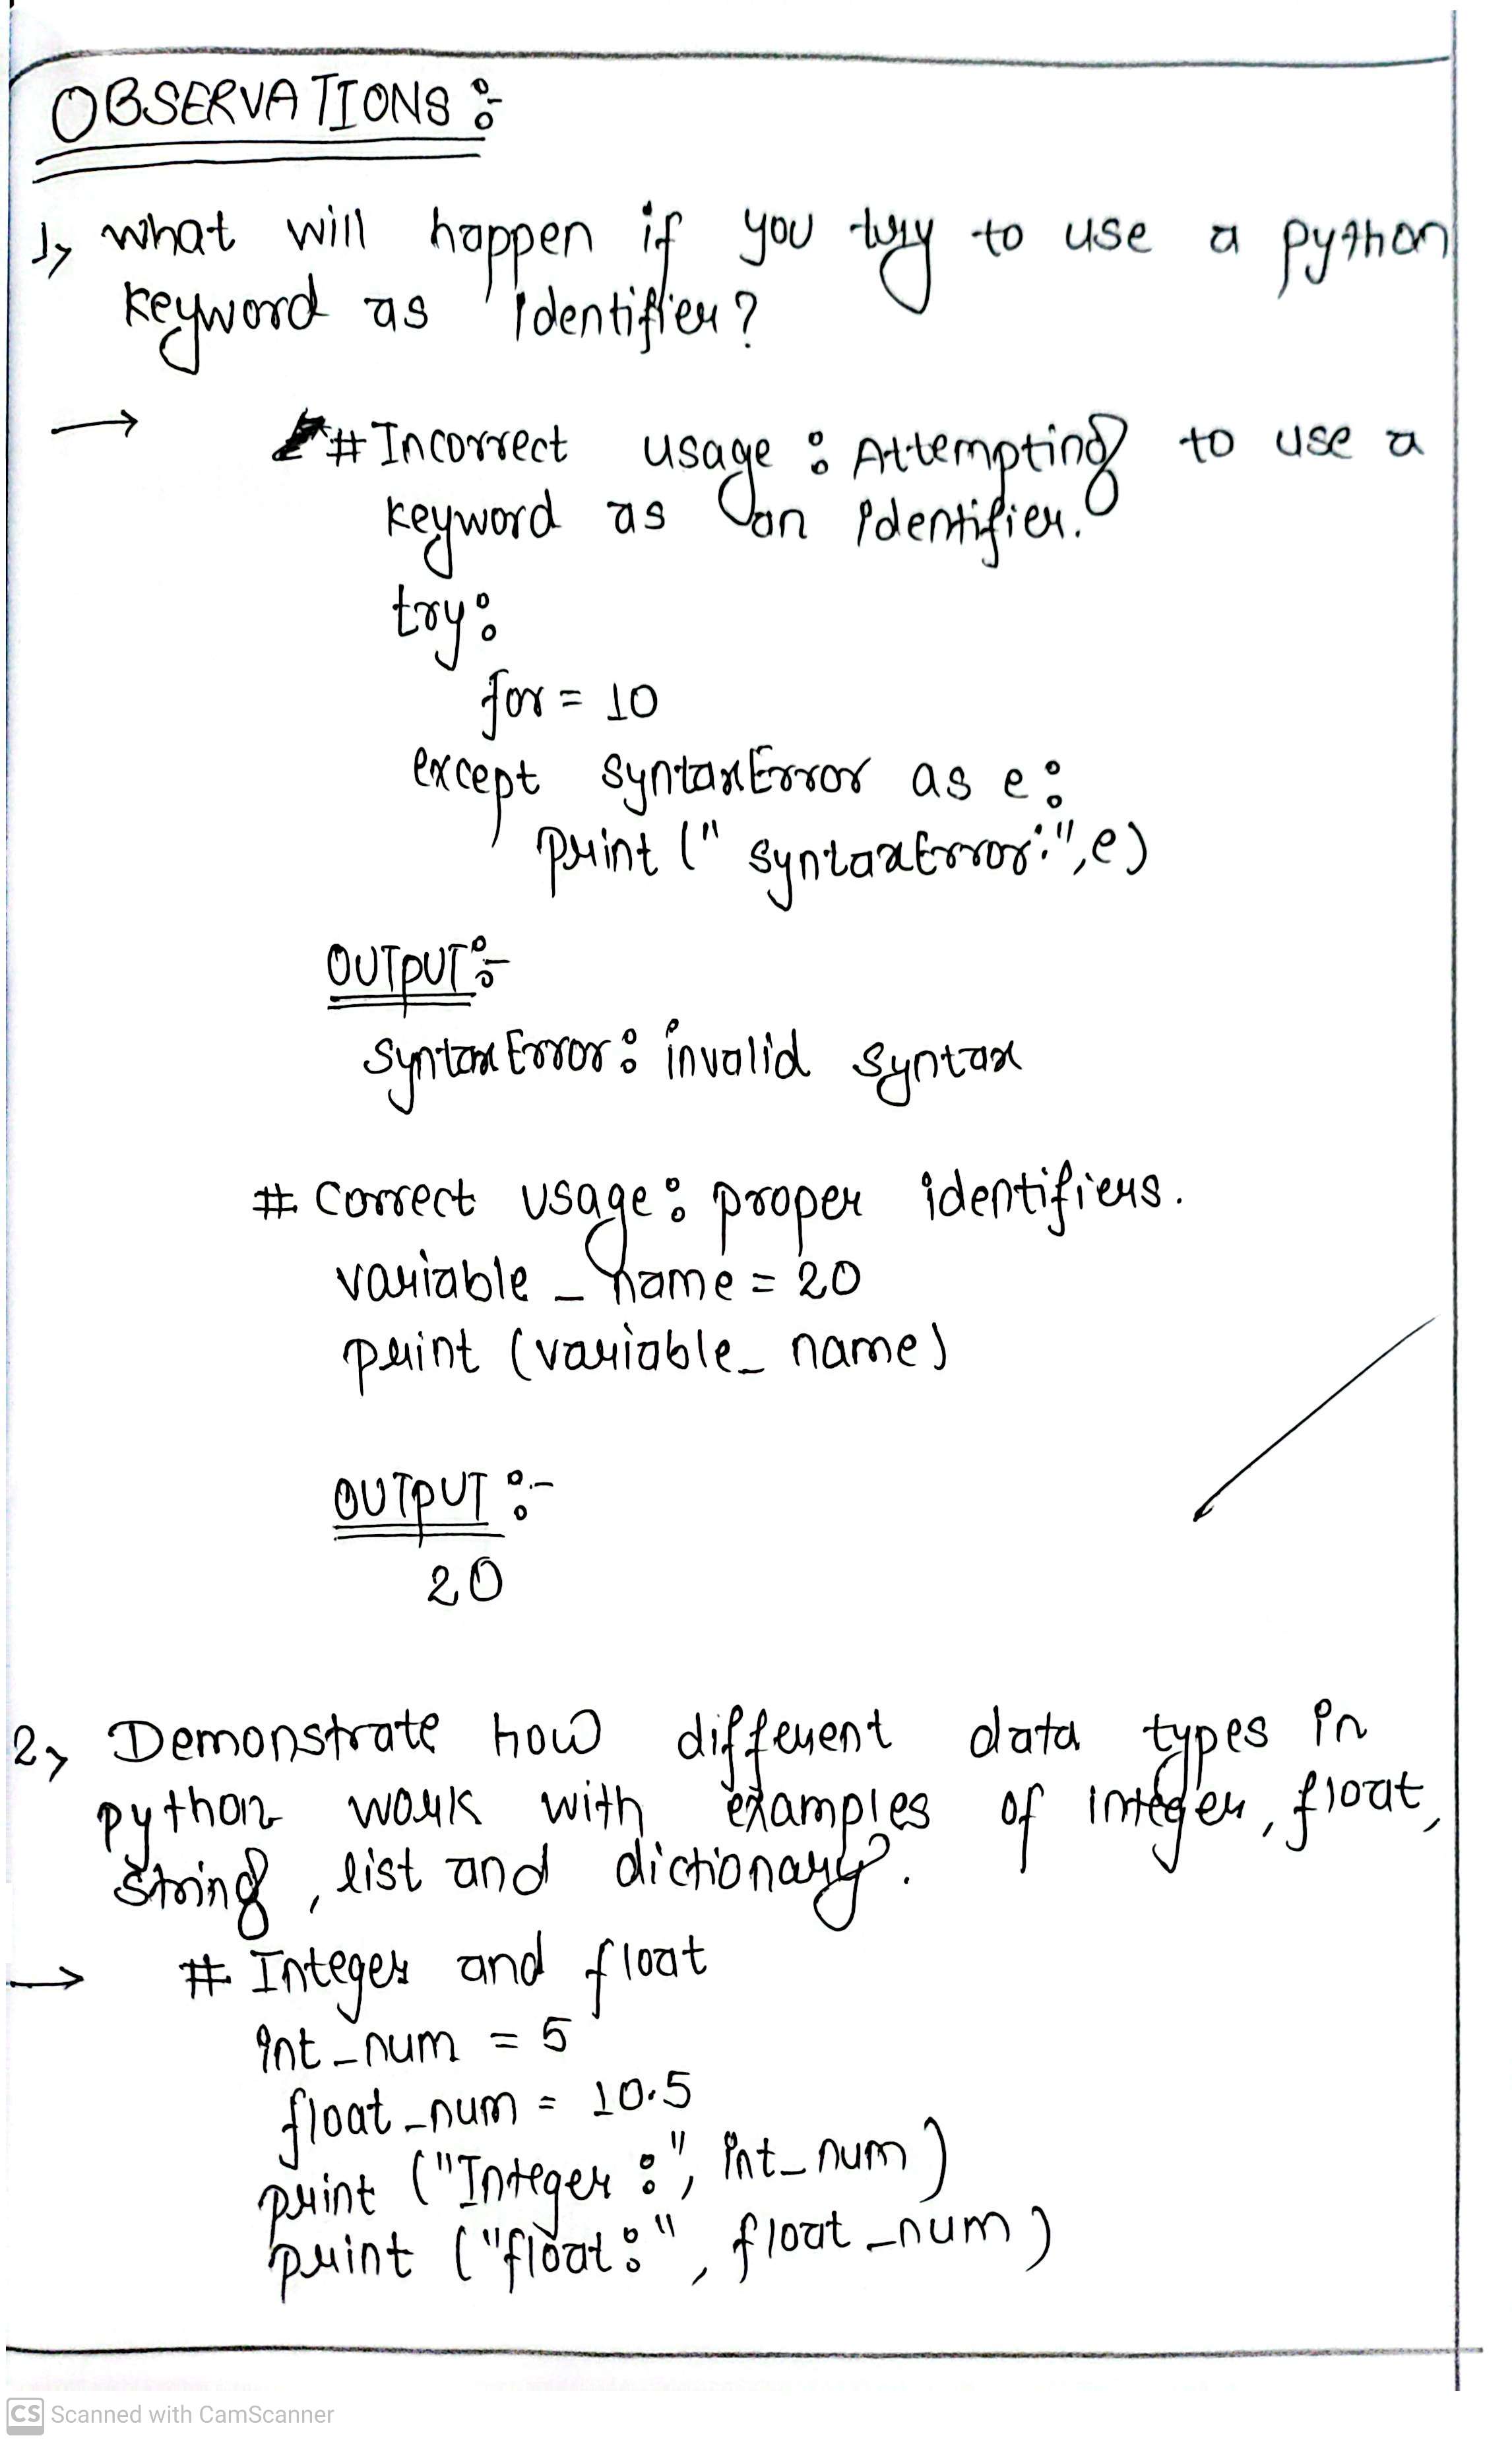 OBSERVATIONS :-
1, what will happen if you try to use a python
keyword as identifier?
→ # Incorrect usage : Attempting to use a
keyword as an identifier.
try:
for = 10
except syntaxError as e:
print (" syntaxError:",e)
OUTPUT:-
syntaxError: invalid syntax
# correct usage: proper identifiers.
variable _ name = 20
print (variable_ name)
OUTPUT :-
20
2, Demonstrate how different data types in
python work with examples of integer, float,
string, list and dictionary.
→ # Integer and float
int_num = 5
float_num = 10.5
print ("Integer :", int_num)
print ("float:", float_num)
CS Scanned with CamScanner